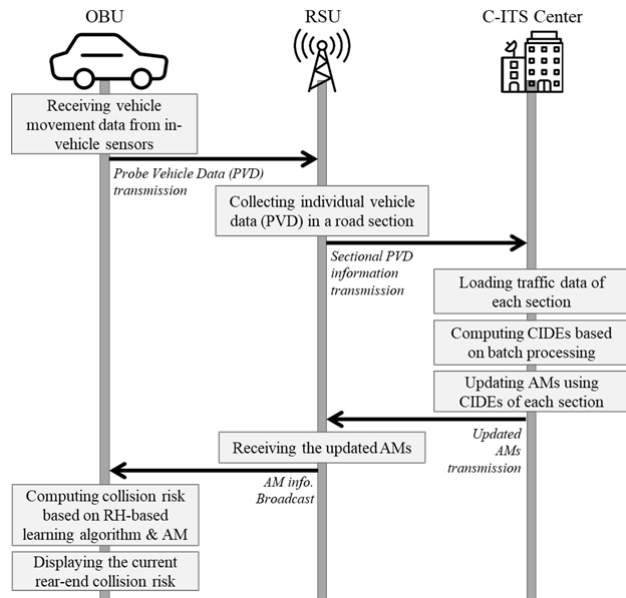 OBU
RSU
C-ITS Center
Receiving vehicle
movement data from in-
vehicle sensors
Probe Vehicle Data (PVD)
transmission
Collecting individual vehicle
data (PVD) in a road section
Sectional PVD
information
transmission
Loading traffic data of
each section
Computing CIDEs based
on batch processing
Updating AMs using
CIDEs of each section
Updated
AMs
transmission
Receiving the updated AMs
AM info.
Broadcast
Computing collision risk
based on RH-based
learning algorithm & AM
Displaying the current
rear-end collision risk